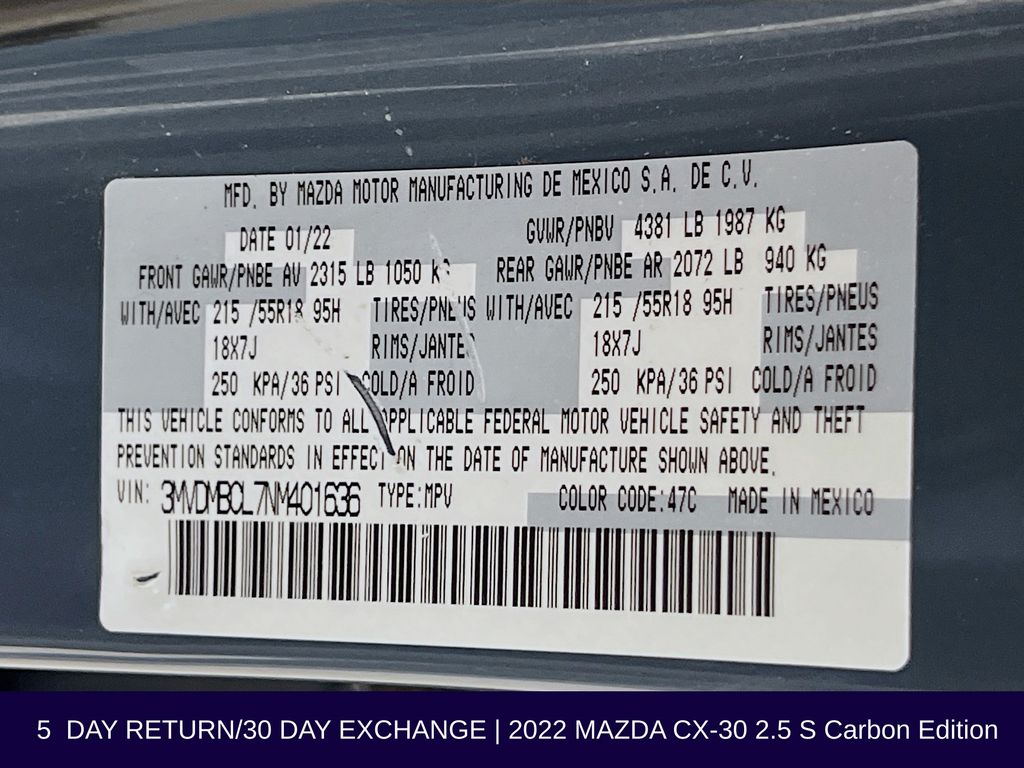 MFD. BY MAZDA MOTOR MANUFACTURING DE MEXICO S.A. DE C.V.
DATE 01/22 GVWR/PNBV 4381 LB 1987 KG
FRONT GAWR/PNBE AV 2315 LB 1050 KG REAR GAWR/PNBE AR 2072 LB 940 KG
WITH/AVEC 215 /55R18 95H TIRES/PNEUS WITH/AVEC 215 /55R18 95H TIRES/PNEUS
18X7J RIMS/JANTES 18X7J RIMS/JANTES
250 KPA/36 PSI COLD/A FROID 250 KPA/36 PSI COLD/A FROID
THIS VEHICLE CONFORMS TO ALL APPLICABLE FEDERAL MOTOR VEHICLE SAFETY AND THEFT
PREVENTION STANDARDS IN EFFECT ON THE DATE OF MANUFACTURE SHOWN ABOVE.
VIN: 3MVDMBCL7NM401636 TYPE:MPV COLOR CODE:47C MADE IN MEXICO
5 DAY RETURN/30 DAY EXCHANGE | 2022 MAZDA CX-30 2.5 S Carbon Edition